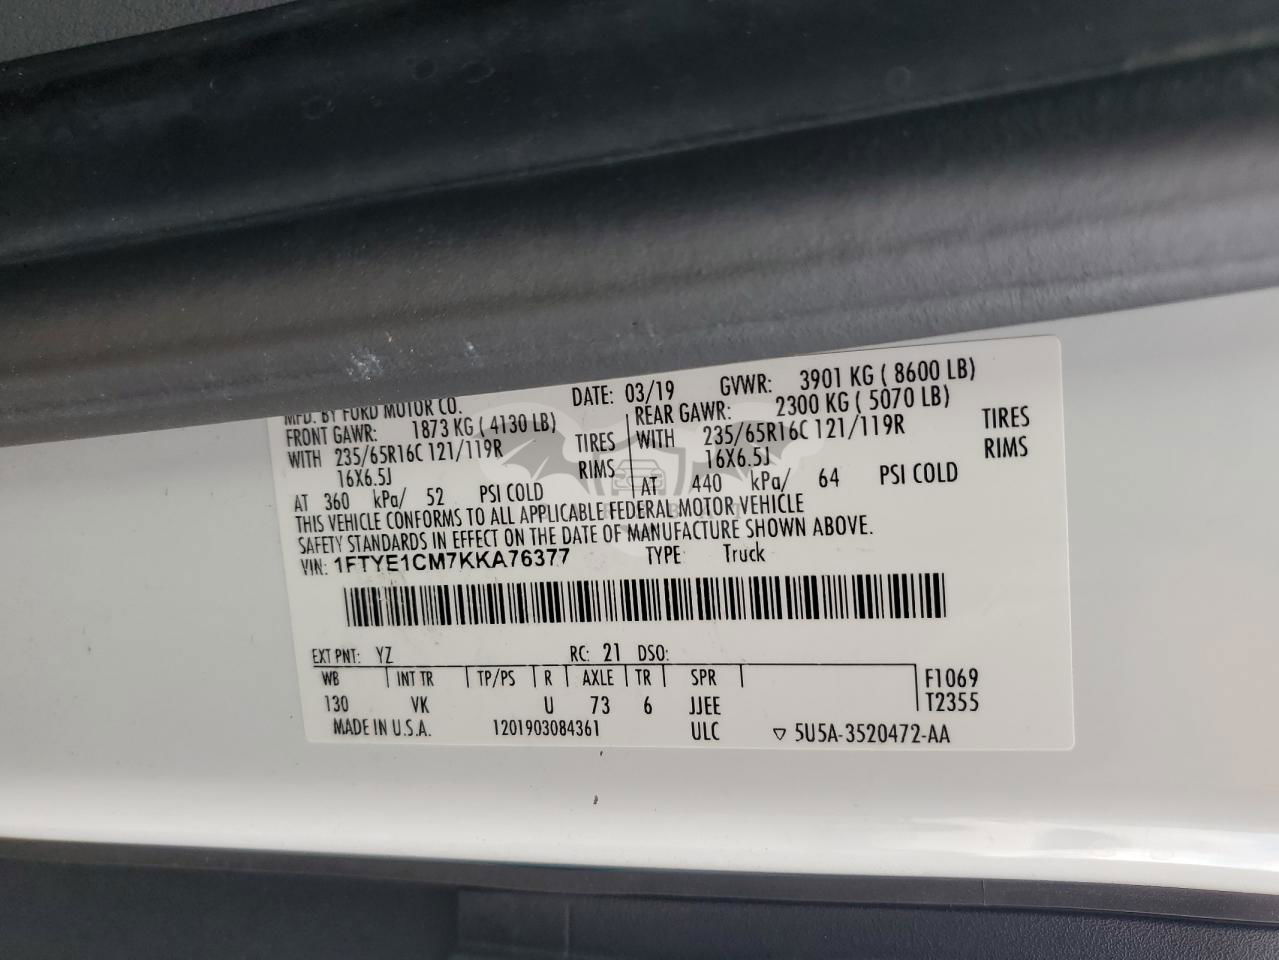 MFD. BY FORD MOTOR CO. DATE: 03/19 GVWR: 3901 KG ( 8600 LB)
FRONT GAWR: 1873 KG ( 4130 LB) REAR GAWR: 2300 KG ( 5070 LB)
WITH 235/65R16C 121/119R TIRES WITH 235/65R16C 121/119R TIRES
16X6.5J RIMS 16X6.5J RIMS
AT 360 kPa/ 52 PSI COLD AT 440 kPa/ 64 PSI COLD
THIS VEHICLE CONFORMS TO ALL APPLICABLE FEDERAL MOTOR VEHICLE
SAFETY STANDARDS IN EFFECT ON THE DATE OF MANUFACTURE SHOWN ABOVE.
VIN: 1FTYE1CM7KKA76377 TYPE Truck
EXT PNT: YZ RC: 21 DSO:
WB INT TR TP/PS R AXLE TR SPR F1069
130 VK U 73 6 JJEE T2355
MADE IN U.S.A. 1201903084361 ULC ▽ 5U5A-3520472-AA